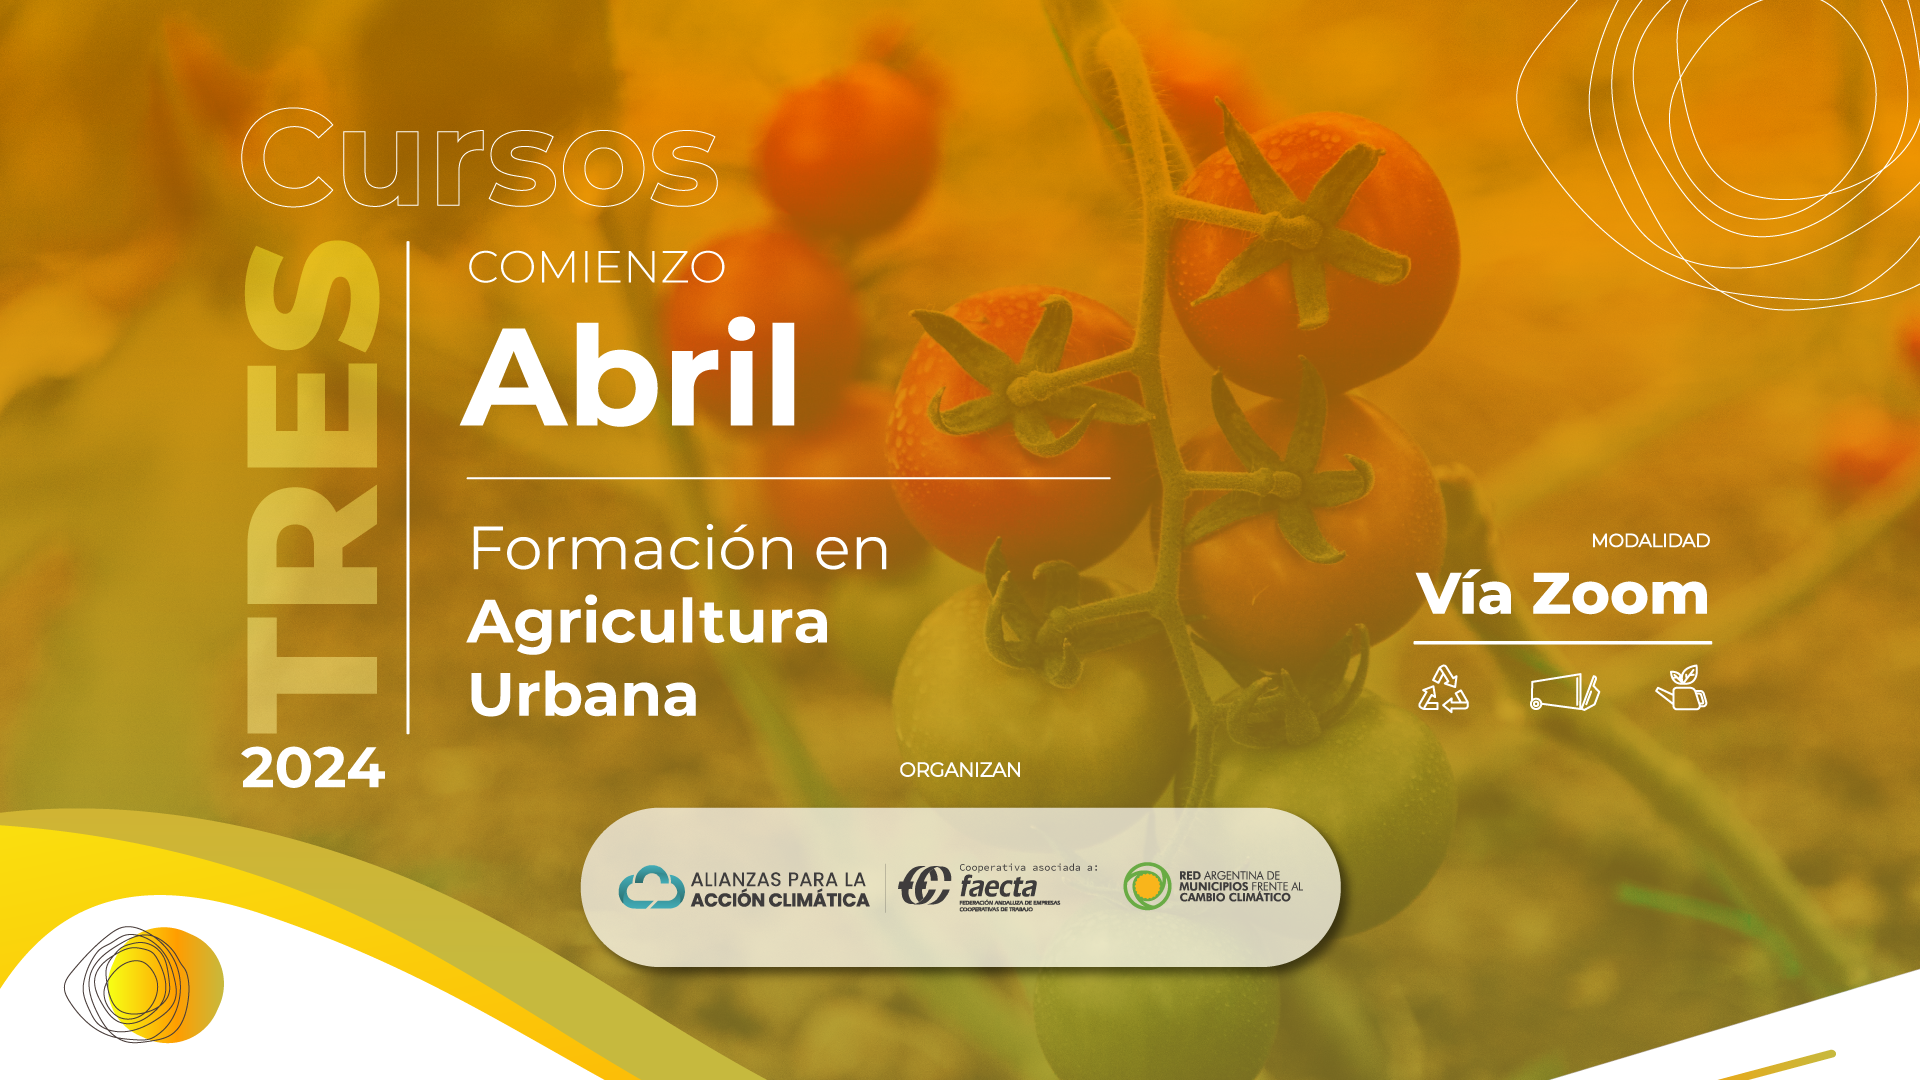 Cursos
TRES
2024
COMIENZO
Abril
Formación en
Agricultura
Urbana
MODALIDAD
Vía Zoom
ORGANIZAN
ALIANZAS PARA LA
ACCIÓN CLIMÁTICA
Cooperativa asociada a:
faecta
FEDERACIÓN ANDALUZA DE EMPRESAS
COOPERATIVAS DE TRABAJO
RED ARGENTINA DE
MUNICIPIOS FRENTE AL
CAMBIO CLIMÁTICO